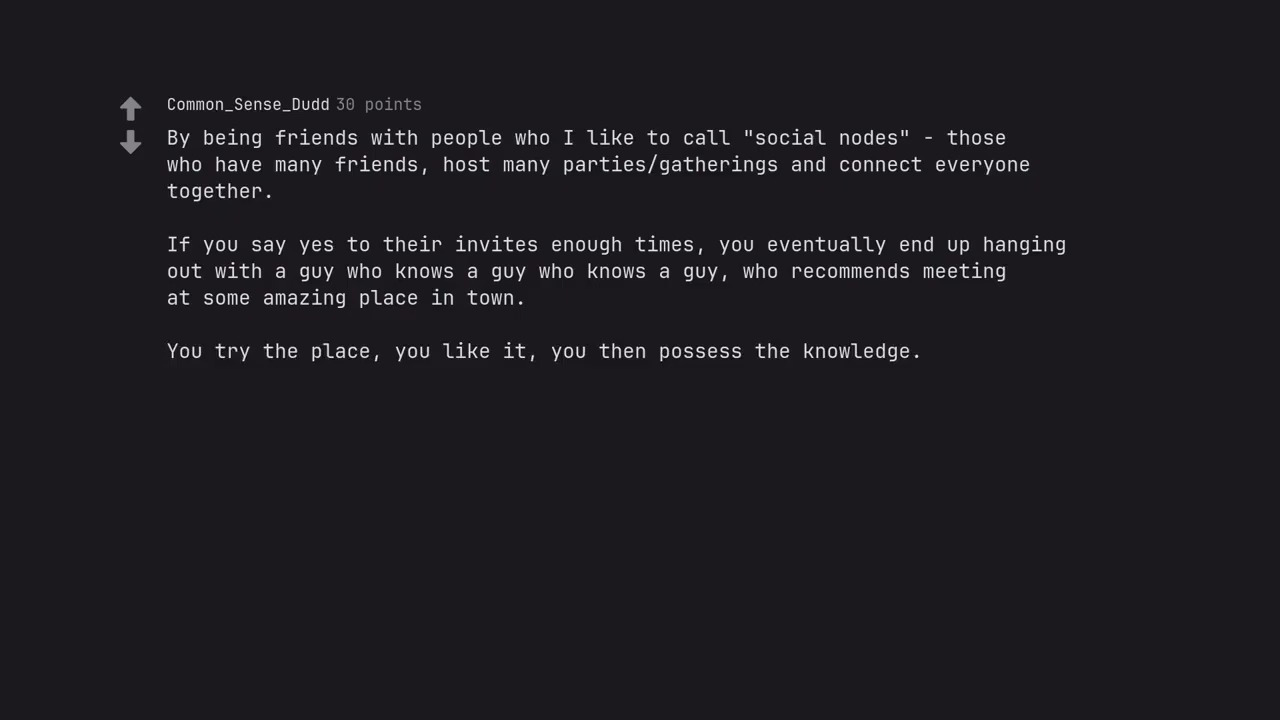 Common_Sense_Dudd 30 points
By being friends with people who I like to call "social nodes" - those
who have many friends, host many parties/gatherings and connect everyone
together.
If you say yes to their invites enough times, you eventually end up hanging
out with a guy who knows a guy who knows a guy, who recommends meeting
at some amazing place in town.
You try the place, you like it, you then possess the knowledge.